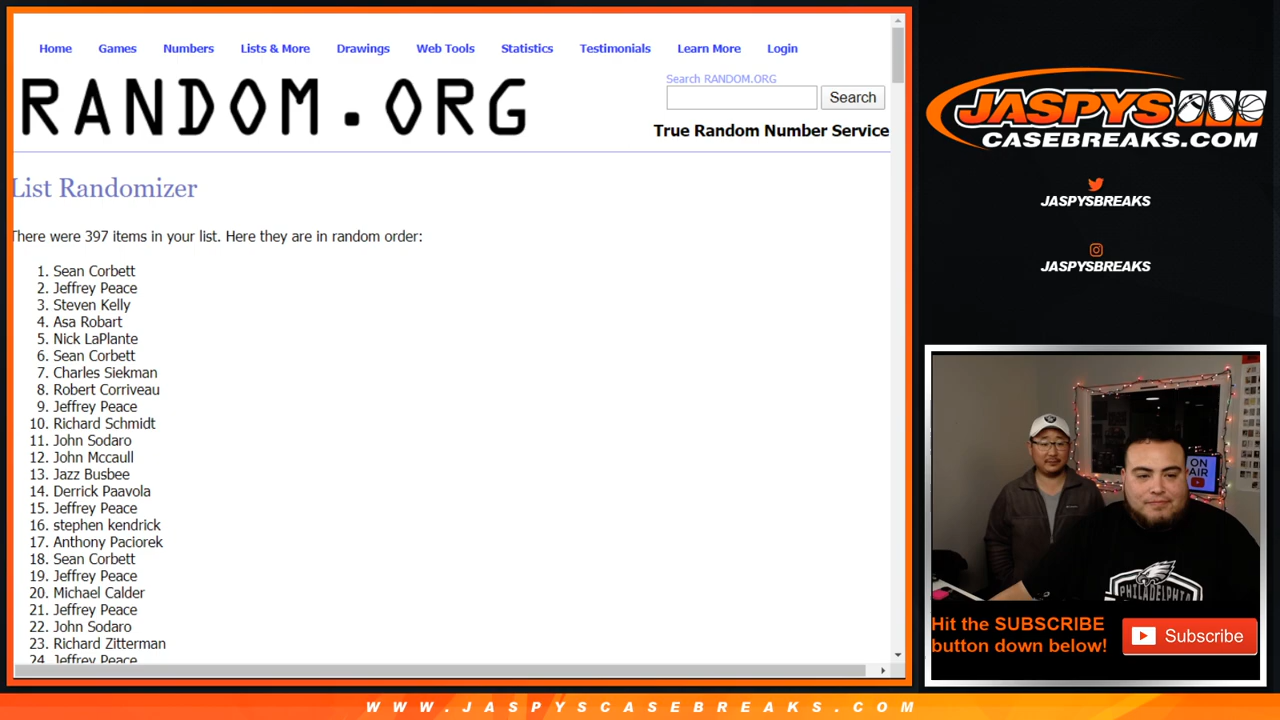 Home Games Numbers Lists & More Drawings Web Tools Statistics Testimonials Learn More Login
Search RANDOM.ORG
RANDOM.ORG
Search
True Random Number Service
List Randomizer
There were 397 items in your list. Here they are in random order:
1. Sean Corbett
2. Jeffrey Peace
3. Steven Kelly
4. Asa Robart
5. Nick LaPlante
6. Sean Corbett
7. Charles Siekman
8. Robert Corriveau
9. Jeffrey Peace
10. Richard Schmidt
11. John Sodaro
12. John Mccaull
13. Jazz Busbee
14. Derrick Paavola
15. Jeffrey Peace
16. stephen kendrick
17. Anthony Paciorek
18. Sean Corbett
19. Jeffrey Peace
20. Michael Calder
21. Jeffrey Peace
22. John Sodaro
23. Richard Zitterman
24. Jeffrey Peace
JASPYS
CASEBREAKS.COM
JASPYSBREAKS
JASPYSBREAKS
ON
AIR
PHILADELPHIA
Hit the SUBSCRIBE
button down below!
Subscribe
WWW.JASPYSCASEBREAKS.COM